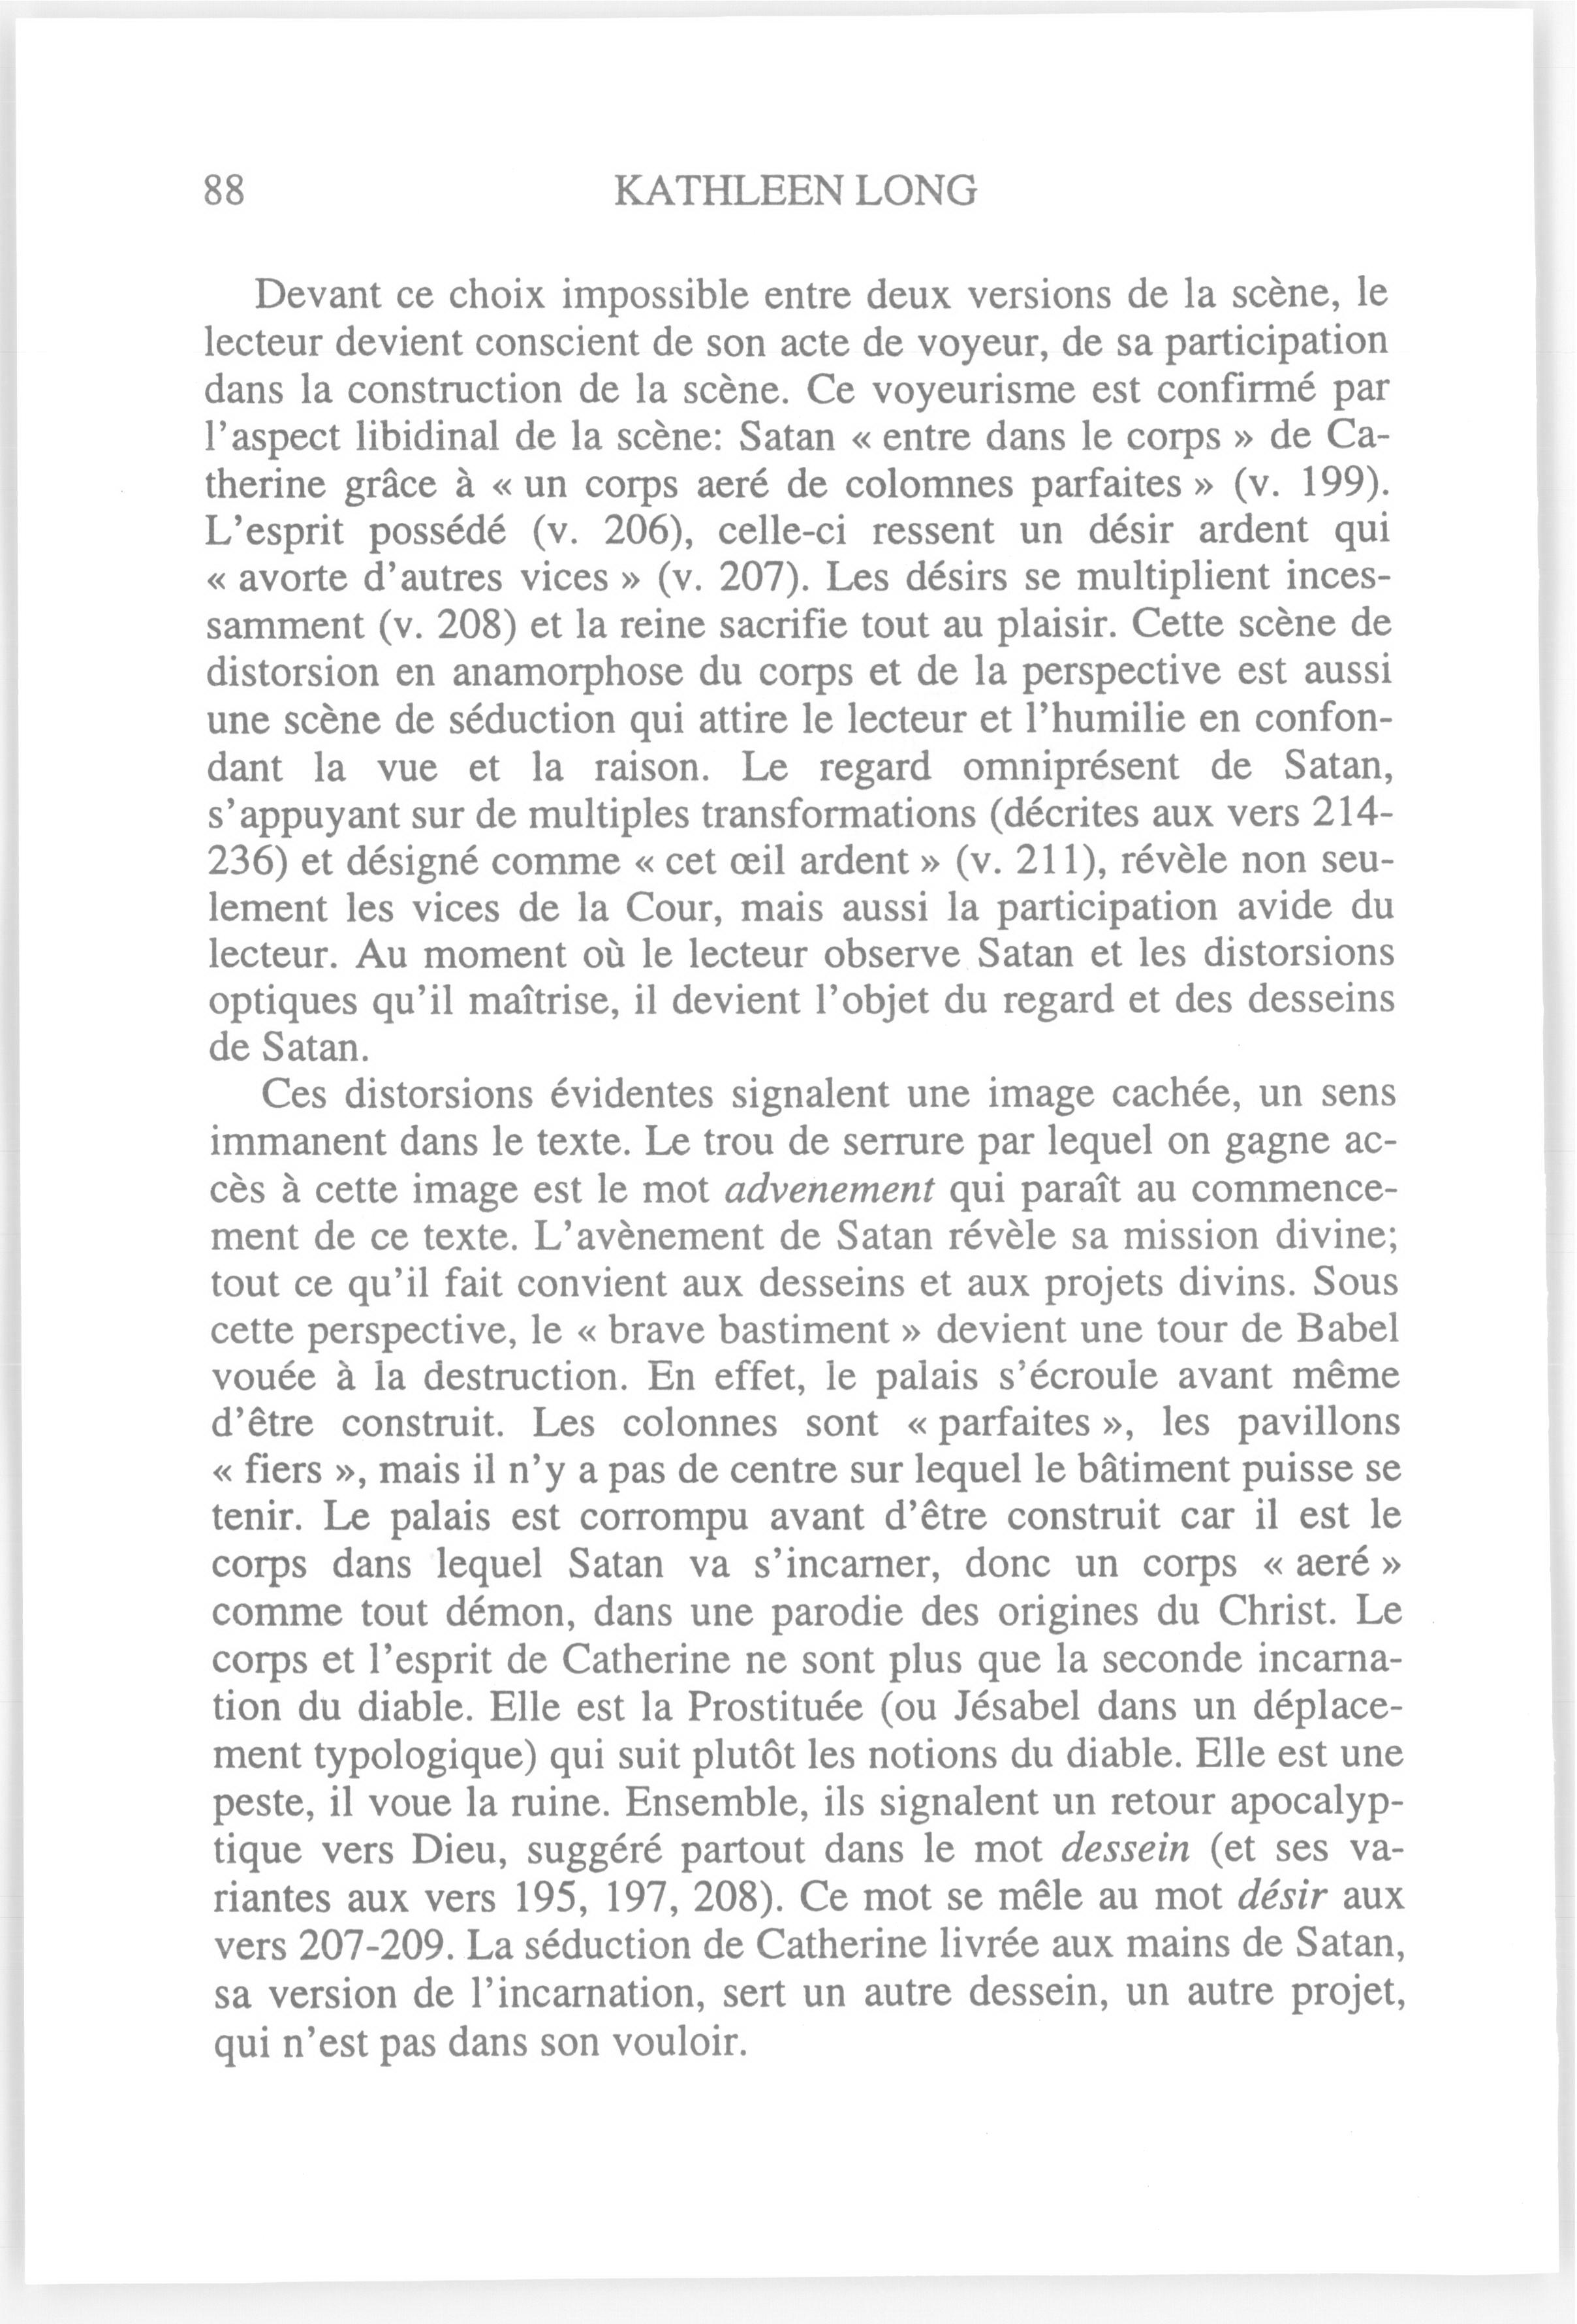 88
KATHLEEN LONG
Devant ce choix impossible entre deux versions de la scène, le
lecteur devient conscient de son acte de voyeur, de sa participation
dans la construction de la scène. Ce voyeurisme est confirmé par
l'aspect libidinal de la scène: Satan « entre dans le corps » de Ca-
therine grâce à « un corps aeré de colomnes parfaites » (v. 199).
L'esprit possédé (v. 206), celle-ci ressent un désir ardent qui
« avorte d'autres vices » (v. 207). Les désirs se multiplient inces-
samment (v. 208) et la reine sacrifie tout au plaisir. Cette scène de
distorsion en anamorphose du corps et de la perspective est aussi
une scène de séduction qui attire le lecteur et l'humilie en confon-
dant la vue et la raison. Le regard omniprésent de Satan,
s'appuyant sur de multiples transformations (décrites aux vers 214-
236) et désigné comme « cet œil ardent » (v. 211), révèle non seu-
lement les vices de la Cour, mais aussi la participation avide du
lecteur. Au moment où le lecteur observe Satan et les distorsions
optiques qu'il maîtrise, il devient l'objet du regard et des desseins
de Satan.
Ces distorsions évidentes signalent une image cachée, un sens
immanent dans le texte. Le trou de serrure par lequel on gagne ac-
cès à cette image est le mot advenement qui paraît au commence-
ment de ce texte. L'avènement de Satan révèle sa mission divine;
tout ce qu'il fait convient aux desseins et aux projets divins. Sous
cette perspective, le « brave bastiment » devient une tour de Babel
vouée à la destruction. En effet, le palais s'écroule avant même
d'être construit. Les colonnes sont « parfaites », les pavillons
« fiers », mais il n'y a pas de centre sur lequel le bâtiment puisse se
tenir. Le palais est corrompu avant d'être construit car il est le
corps dans lequel Satan va s'incarner, donc un corps « aeré »
comme tout démon, dans une parodie des origines du Christ. Le
corps et l'esprit de Catherine ne sont plus que la seconde incarna-
tion du diable. Elle est la Prostituée (ou Jésabel dans un déplace-
ment typologique) qui suit plutôt les notions du diable. Elle est une
peste, il voue la ruine. Ensemble, ils signalent un retour apocalyp-
tique vers Dieu, suggéré partout dans le mot dessein (et ses va-
riantes aux vers 195, 197, 208). Ce mot se mêle au mot désir aux
vers 207-209. La séduction de Catherine livrée aux mains de Satan,
sa version de l'incarnation, sert un autre dessein, un autre projet,
qui n'est pas dans son vouloir.